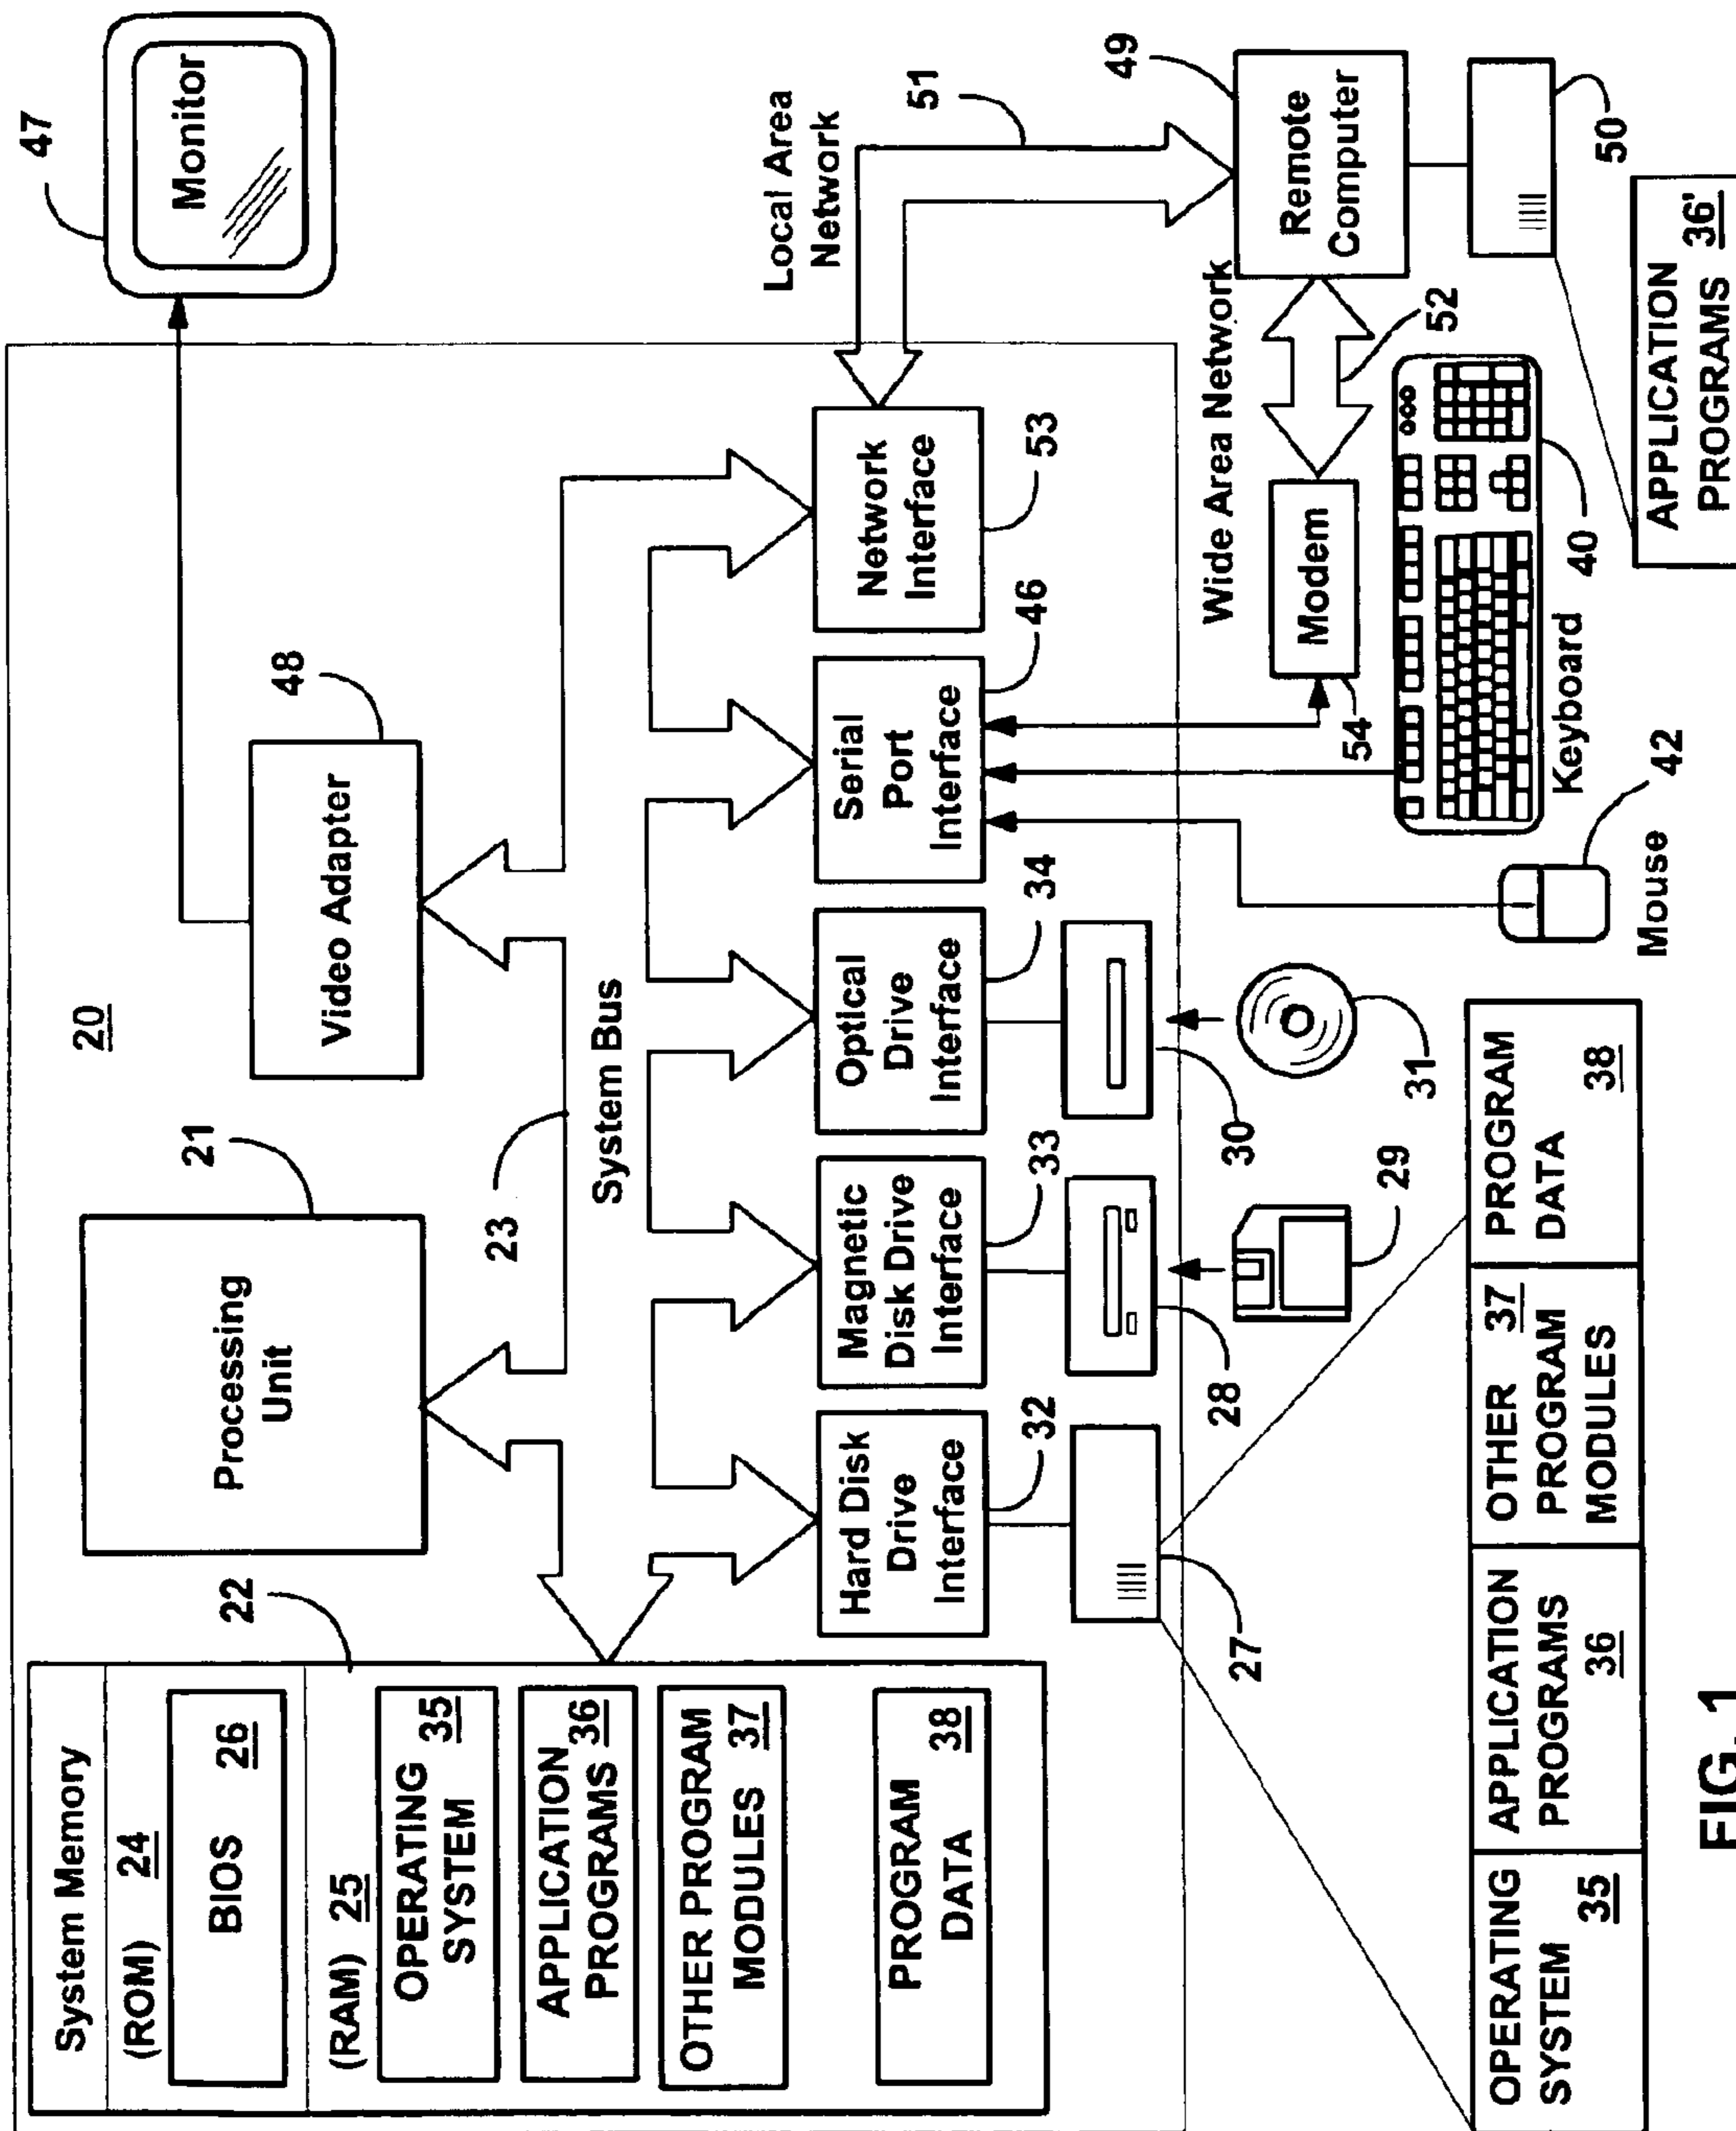 20
47
Monitor
System Memory
(ROM) 24
BIOS 26
(RAM) 25
OPERATING
SYSTEM 35
APPLICATION
PROGRAMS 36
OTHER PROGRAM
MODULES 37
PROGRAM
DATA 38
22
Processing
Unit
21
Video Adapter
48
23
System Bus
Hard Disk
Drive
Interface
32
Magnetic
Disk Drive
Interface
33
Optical
Drive
Interface
34
Serial
Port
Interface
46
Network
Interface
53
Local Area
Network
51
27
28
30
29
31
Wide Area Network
52
Modem
54
Remote
Computer
49
50
Keyboard
40
Mouse
42
OPERATING
SYSTEM 35
APPLICATION
PROGRAMS
36
OTHER 37
PROGRAM
MODULES
PROGRAM
DATA 38
APPLICATION
PROGRAMS 36'
FIG. 1